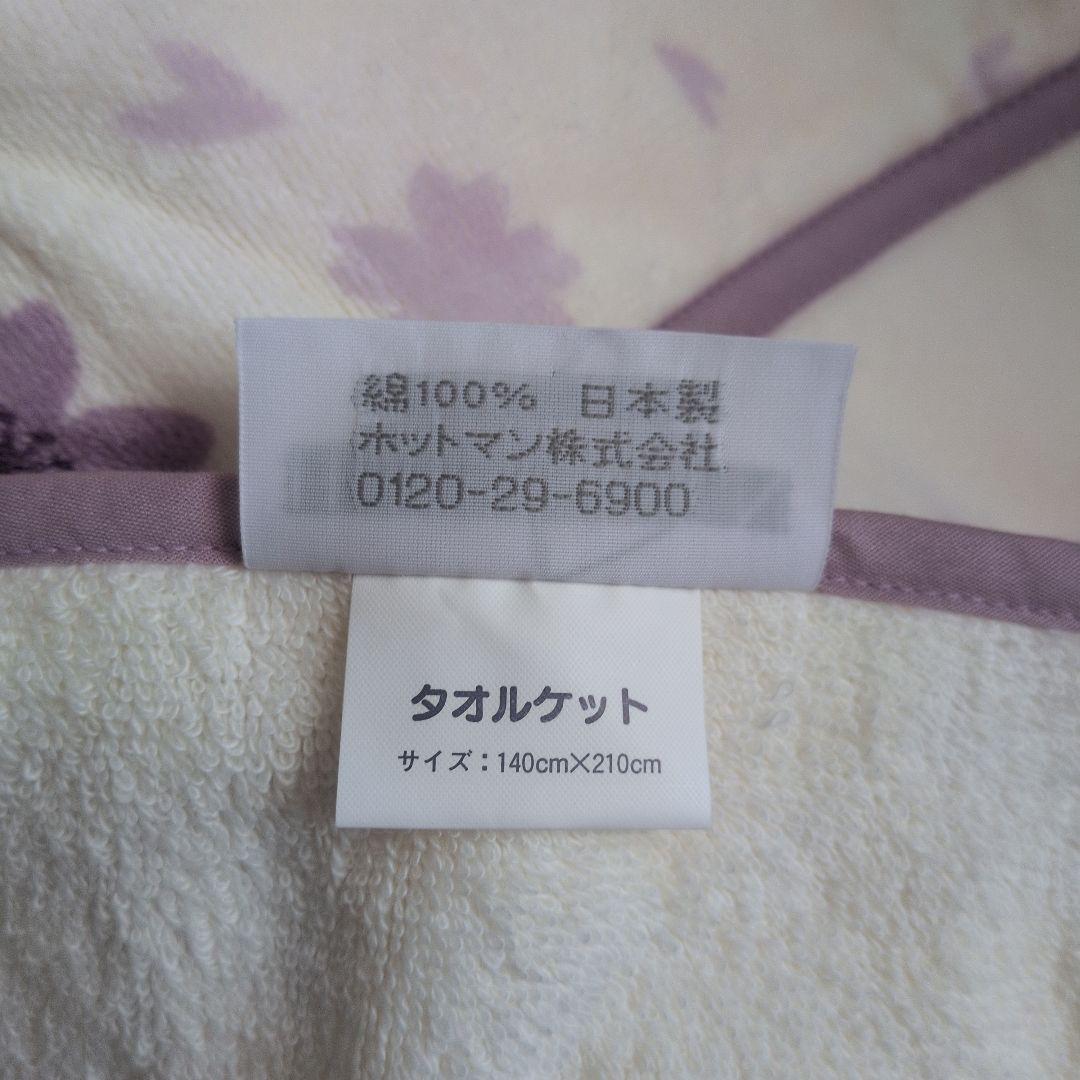 綿100% 日本製
ホットマン株式会社
0120-29-6900
タオルケット
サイズ：140cm×210cm